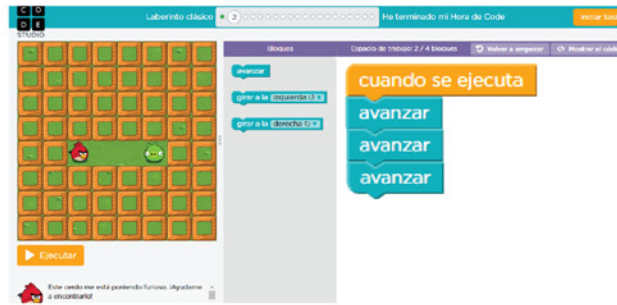 C O
D E
STUDIO
Laberinto clásico
2
He terminado mi Hora de Code
Iniciar Sesi
Bloques
Espacio de trabajo: 2 / 4 bloques
Volver a empezar
Mostrar el códi
avanzar
girar a la izquierda
girar a la derecha
cuando se ejecuta
avanzar
avanzar
avanzar
Ejecutar
Este cerdo me está poniendo furioso. ¡Ayúdame
a encontrarlo!